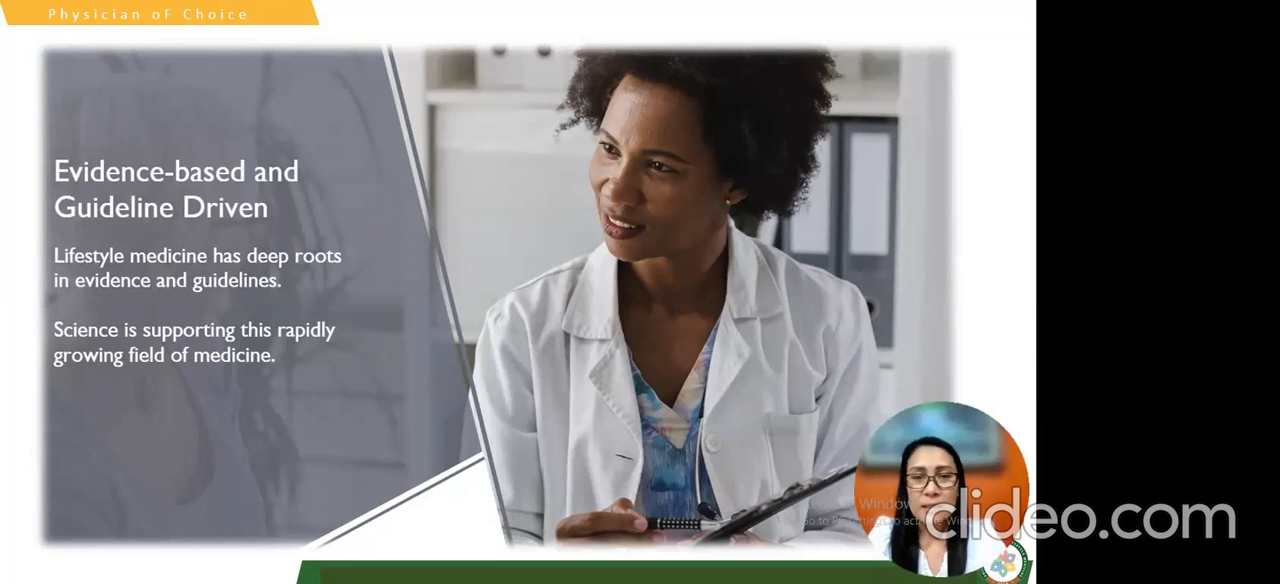 Physician oF Choice
Evidence-based and
Guideline Driven
Lifestyle medicine has deep roots
in evidence and guidelines.
Science is supporting this rapidly
growing field of medicine.
clideo.com